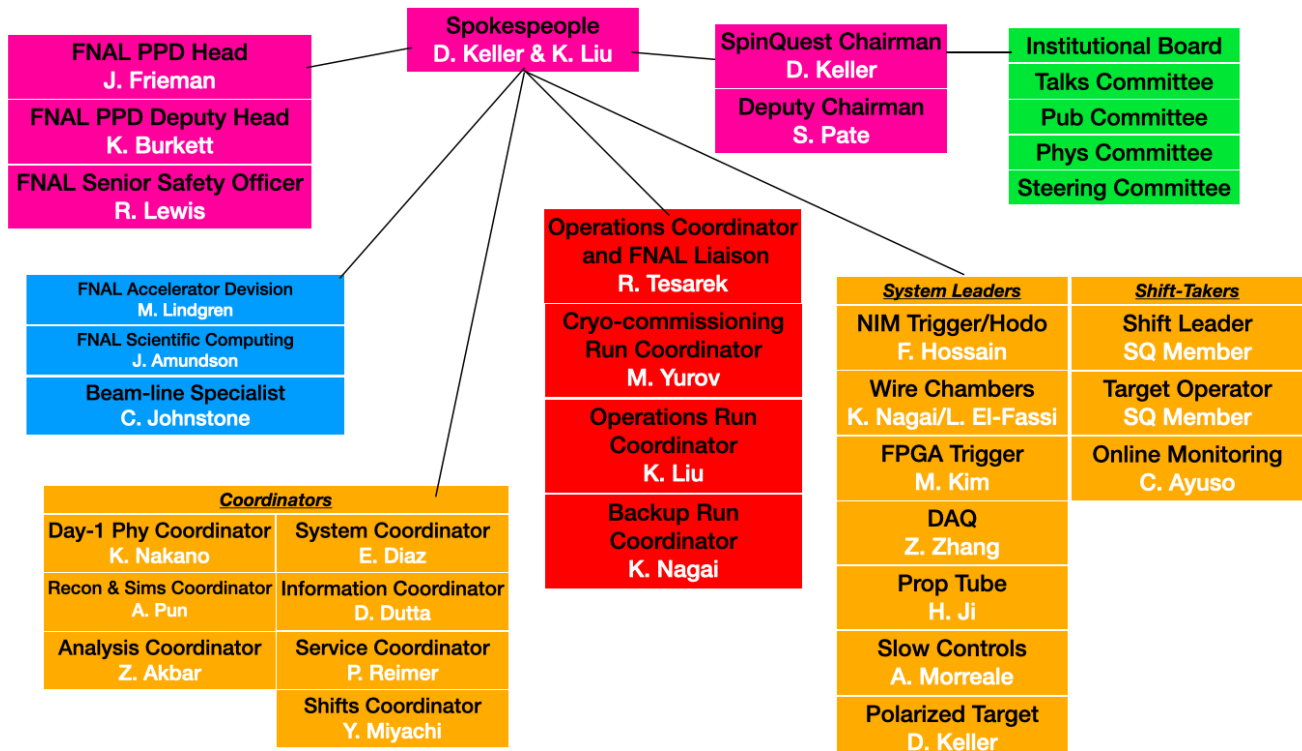 Spokespeople
D. Keller & K. Liu
FNAL PPD Head
J. Frieman
FNAL PPD Deputy Head
K. Burkett
FNAL Senior Safety Officer
R. Lewis
SpinQuest Chairman
D. Keller
Deputy Chairman
S. Pate
Institutional Board
Talks Committee
Pub Committee
Phys Committee
Steering Committee
FNAL Accelerator Devision
M. Lindgren
FNAL Scientific Computing
J. Amundson
Beam-line Specialist
C. Johnstone
Operations Coordinator
and FNAL Liaison
R. Tesarek
Cryo-commissioning
Run Coordinator
M. Yurov
Operations Run
Coordinator
K. Liu
Backup Run
Coordinator
K. Nagai
System Leaders
NIM Trigger/Hodo
F. Hossain
Wire Chambers
K. Nagai/L. El-Fassi
FPGA Trigger
M. Kim
DAQ
Z. Zhang
Prop Tube
H. Ji
Slow Controls
A. Morreale
Polarized Target
D. Keller
Shift-Takers
Shift Leader
SQ Member
Target Operator
SQ Member
Online Monitoring
C. Ayuso
Coordinators
Day-1 Phy Coordinator
K. Nakano
Recon & Sims Coordinator
A. Pun
Analysis Coordinator
Z. Akbar
System Coordinator
E. Diaz
Information Coordinator
D. Dutta
Service Coordinator
P. Reimer
Shifts Coordinator
Y. Miyachi